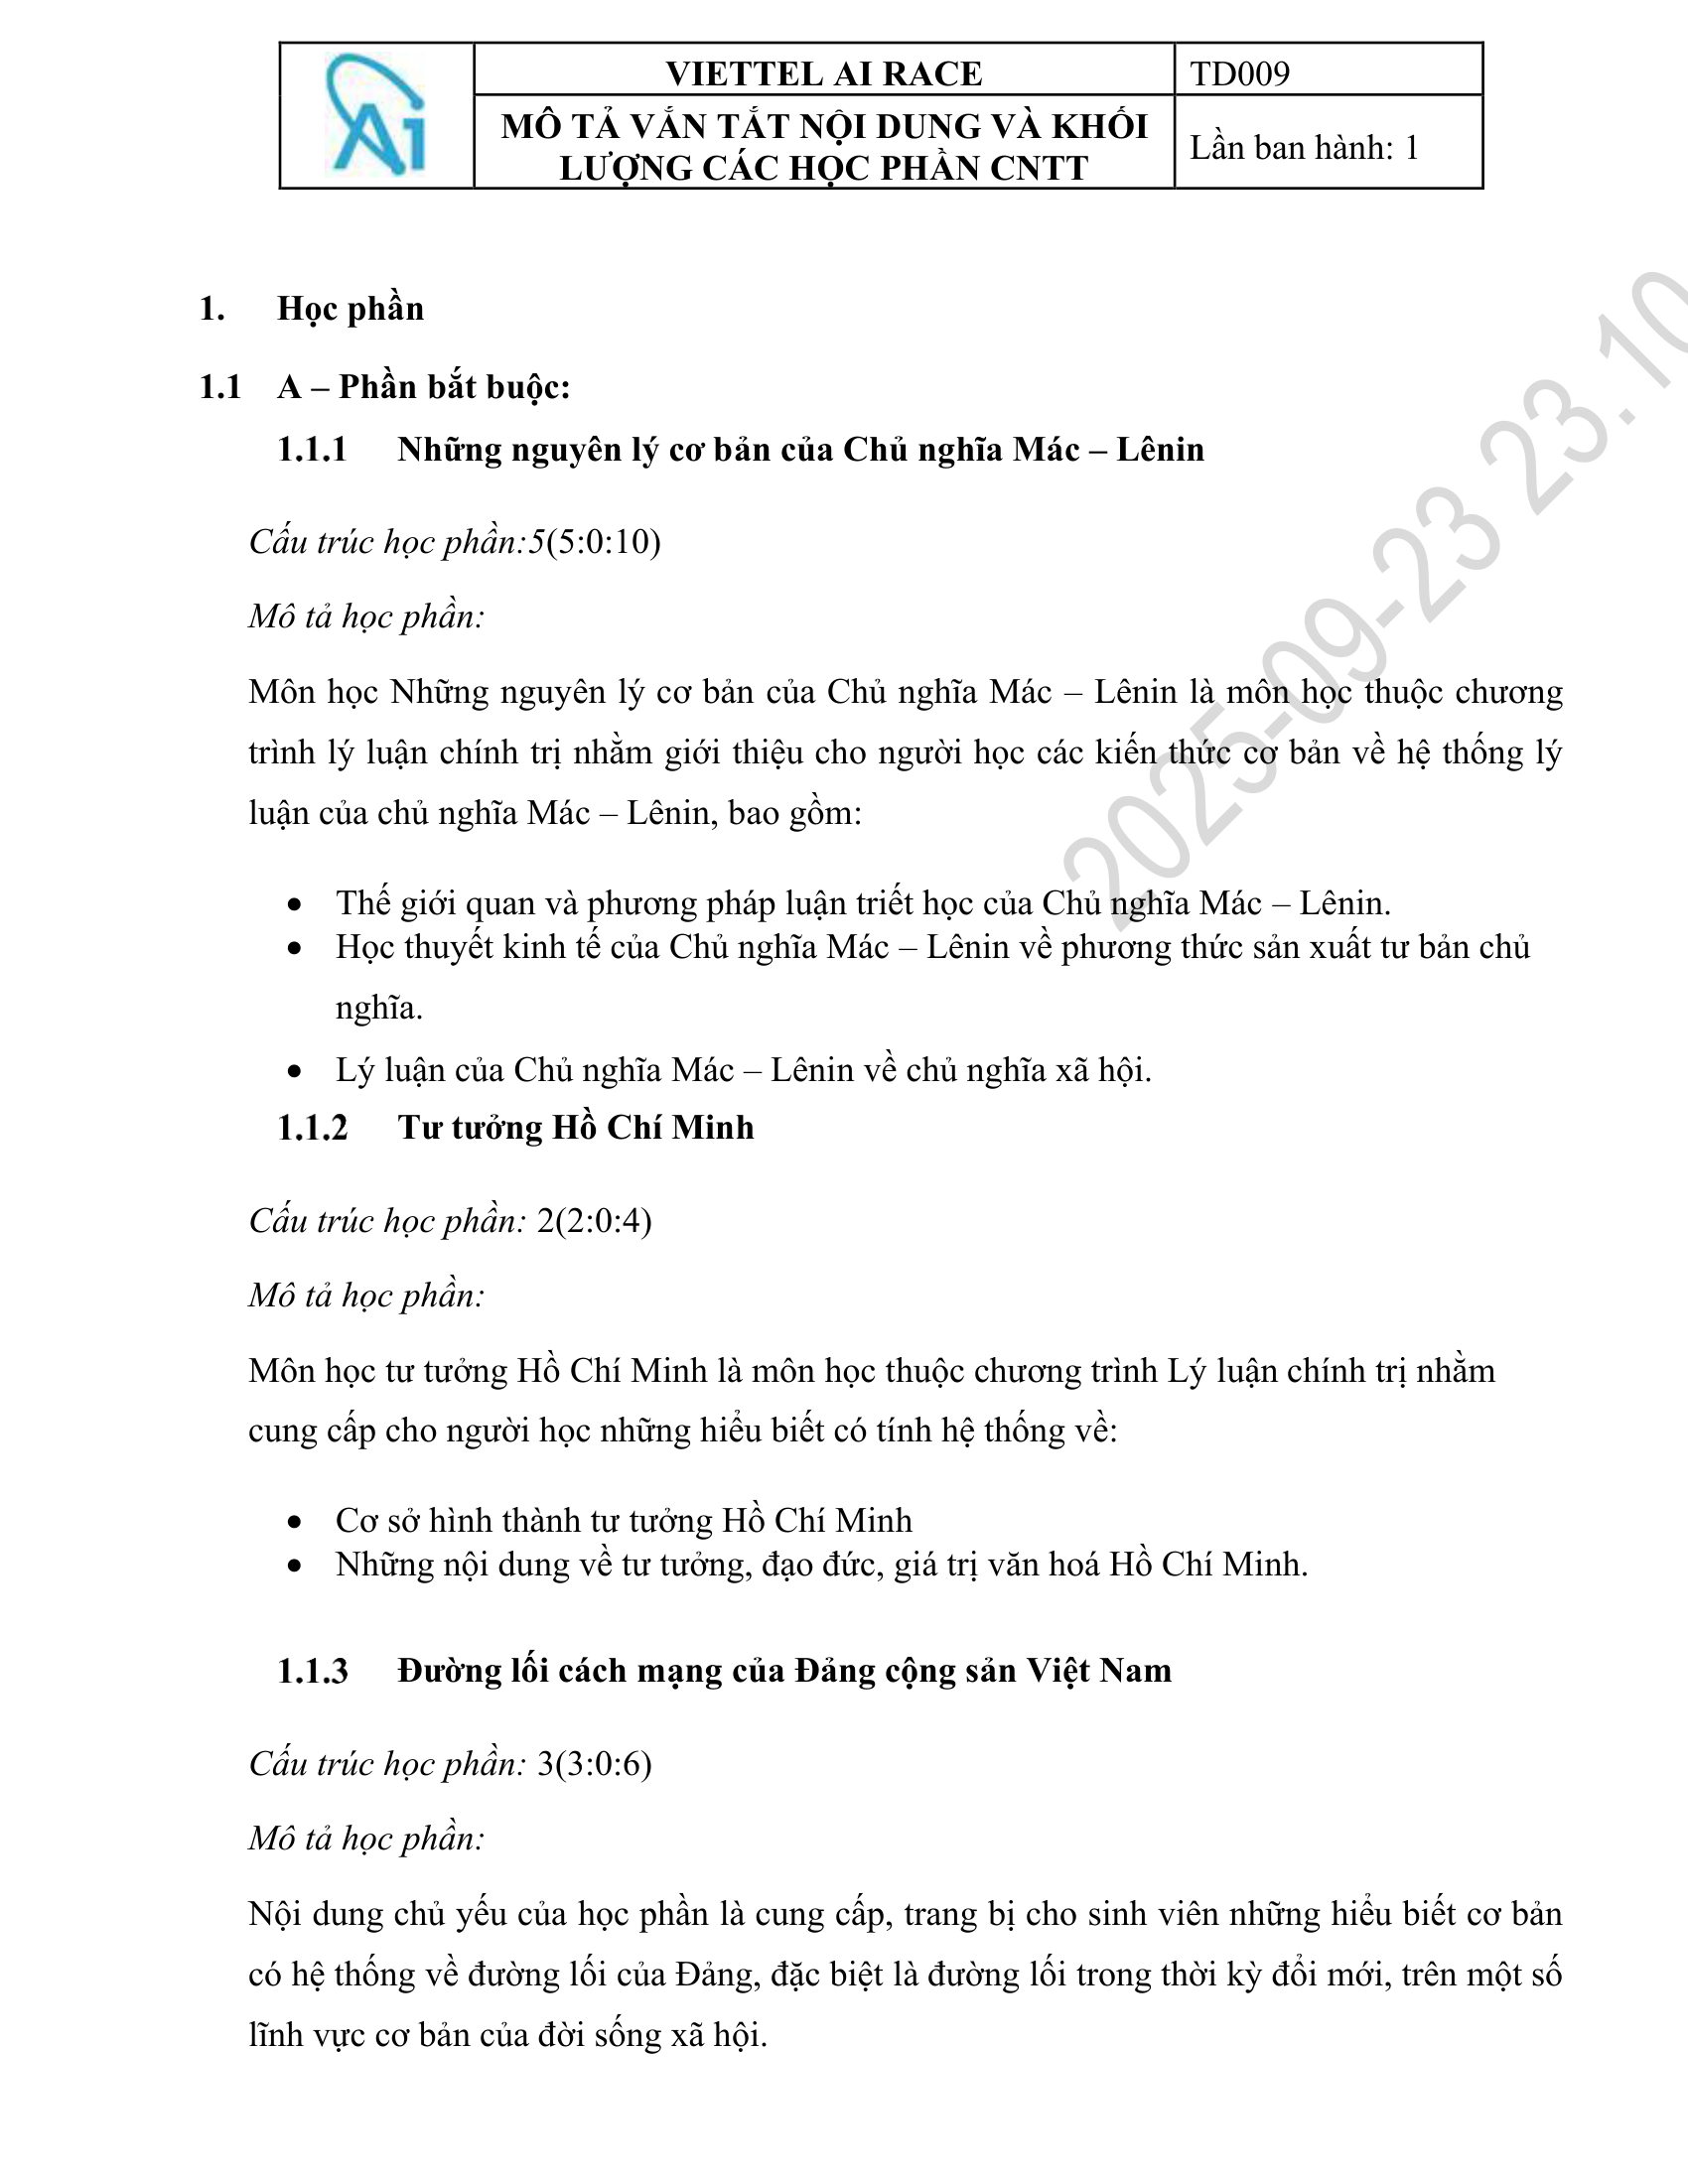 Ai
VIETTEL AI RACE
TD009
MÔ TẢ VẮN TẮT NỘI DUNG VÀ KHỐI
LƯỢNG CÁC HỌC PHẦN CNTT
Lần ban hành: 1
1. Học phần
1.1 A – Phần bắt buộc:
1.1.1 Những nguyên lý cơ bản của Chủ nghĩa Mác – Lênin
Cấu trúc học phần:5(5:0:10)
Mô tả học phần:
Môn học Những nguyên lý cơ bản của Chủ nghĩa Mác – Lênin là môn học thuộc chương
trình lý luận chính trị nhằm giới thiệu cho người học các kiến thức cơ bản về hệ thống lý
luận của chủ nghĩa Mác – Lênin, bao gồm:
• Thế giới quan và phương pháp luận triết học của Chủ nghĩa Mác – Lênin.
• Học thuyết kinh tế của Chủ nghĩa Mác – Lênin về phương thức sản xuất tư bản chủ
nghĩa.
• Lý luận của Chủ nghĩa Mác – Lênin về chủ nghĩa xã hội.
1.1.2 Tư tưởng Hồ Chí Minh
Cấu trúc học phần: 2(2:0:4)
Mô tả học phần:
Môn học tư tưởng Hồ Chí Minh là môn học thuộc chương trình Lý luận chính trị nhằm
cung cấp cho người học những hiểu biết có tính hệ thống về:
• Cơ sở hình thành tư tưởng Hồ Chí Minh
• Những nội dung về tư tưởng, đạo đức, giá trị văn hoá Hồ Chí Minh.
1.1.3 Đường lối cách mạng của Đảng cộng sản Việt Nam
Cấu trúc học phần: 3(3:0:6)
Mô tả học phần:
Nội dung chủ yếu của học phần là cung cấp, trang bị cho sinh viên những hiểu biết cơ bản
có hệ thống về đường lối của Đảng, đặc biệt là đường lối trong thời kỳ đổi mới, trên một số
lĩnh vực cơ bản của đời sống xã hội.
2025-09-23 23.10